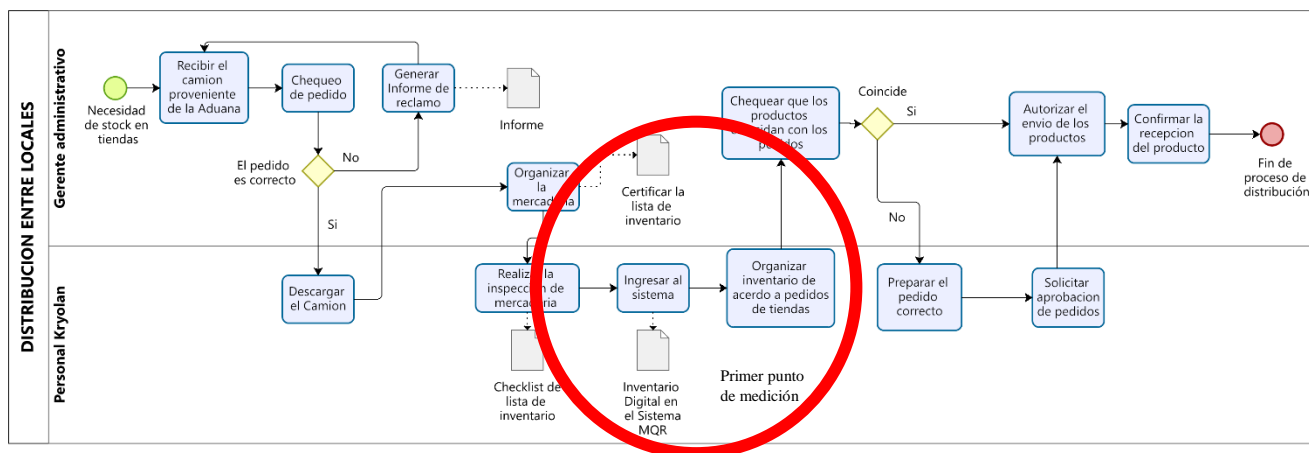 DISTRIBUCION ENTRE LOCALES
Gerente administrativo
Necesidad
de stock en
tiendas
Recibir el
camion
proveniente
de la Aduana
Chequeo
de pedido
El pedido
es correcto
No
Si
Generar
Informe de
reclamo
Informe
Organizar
la
mercaderia
Certificar la
lista de
inventario
Chequear que los
productos
con los
pedidos
Coincide
Si
No
Autorizar el
envio de los
productos
Confirmar la
recepcion
del producto
Fin de
proceso de
distribución
Personal Kryolan
Descargar
el Camion
Realizar la
inspección de
mercaderia
Checklist de
lista de
inventario
Ingresar al
sistema
Inventario
Digital en
el Sistema
MQR
Organizar
inventario de
acerdo a pedidos
de tiendas
Primer punto
de medición
Preparar el
pedido
correcto
Solicitar
aprobacion
de pedidos